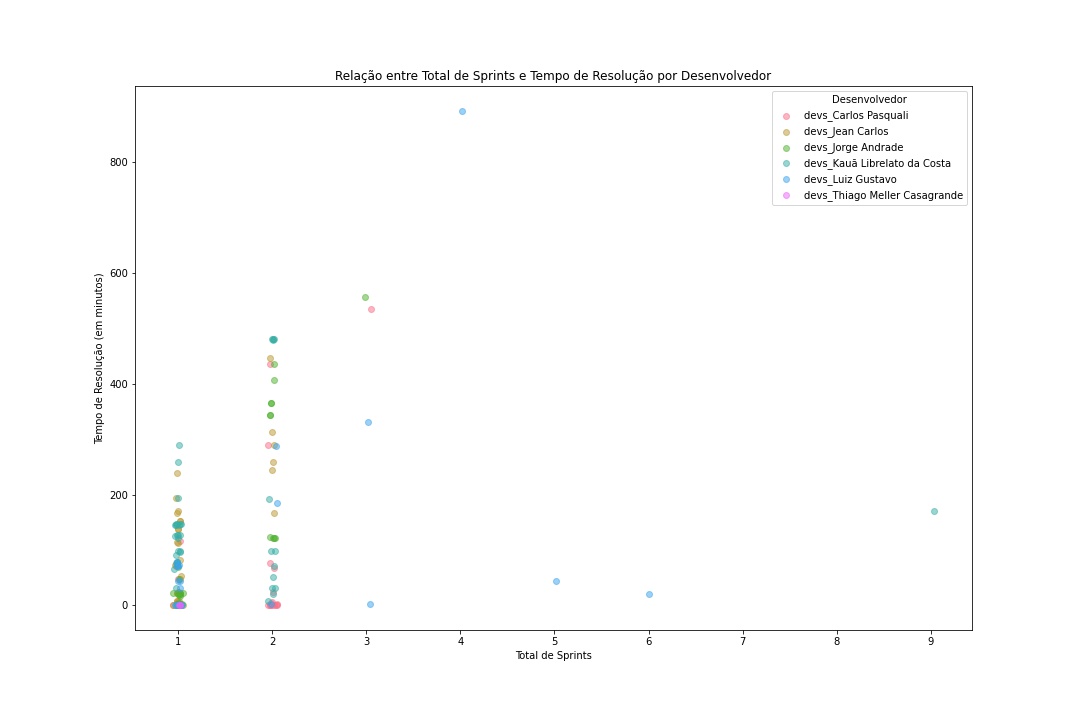 Relação entre Total de Sprints e Tempo de Resolução por Desenvolvedor
Desenvolvedor
devs_Carlos Pasquali
devs_Jean Carlos
devs_Jorge Andrade
devs_Kauã Librelato da Costa
devs_Luiz Gustavo
devs_Thiago Meller Casagrande
Tempo de Resolução (em minutos)
800
600
400
200
0
1 2 3 4 5 6 7 8 9
Total de Sprints